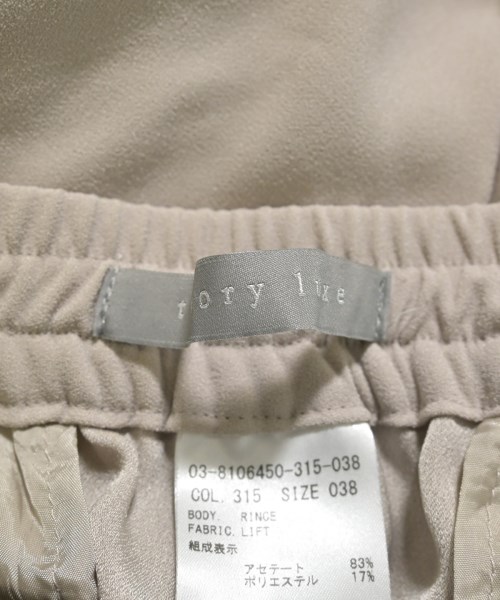 tory luxe
03-8106450-315-038
COL. 315 SIZE 038
BODY. RINCE
FABRIC. LIFT
組成表示
アセテート 83%
ポリエステル 17%